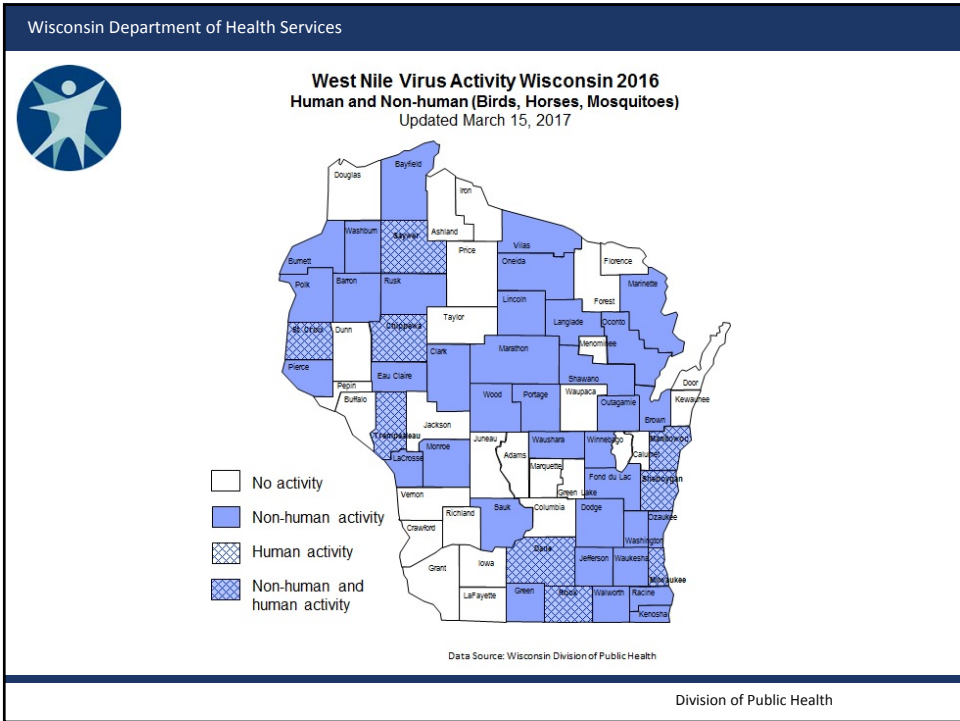 Wisconsin Department of Health Services
West Nile Virus Activity Wisconsin 2016
Human and Non-human (Birds, Horses, Mosquitoes)
Updated March 15, 2017
Bayfield
Douglas
Iron
Ashland
Washburn
Sawyer
Vilas
Price
Burnett
Oneida
Florence
Polk
Barron
Rusk
Marinette
Lincoln
Forest
Taylor
Langlade
Oconto
St. Croix
Dunn
Chippewa
Menominee
Clark
Marathon
Pierce
Eau Claire
Shawano
Door
Pepin
Waupaca
Wood
Portage
Kewaunee
Buffalo
Outagamie
Jackson
Brown
Trempealeau
Juneau
Waushara
Winnebago
Manitowoc
Monroe
Adams
Calumet
LaCrosse
Marquette
Fond du Lac
Sheboygan
Green Lake
Vernon
Sauk
Columbia
Dodge
Richland
Ozaukee
Crawford
Washington
Dane
Iowa
Jefferson
Waukesha
Grant
Milwaukee
LaFayette
Green
Rock
Walworth
Racine
Kenosha
No activity
Non-human activity
Human activity
Non-human and
human activity
Data Source: Wisconsin Division of Public Health
Division of Public Health